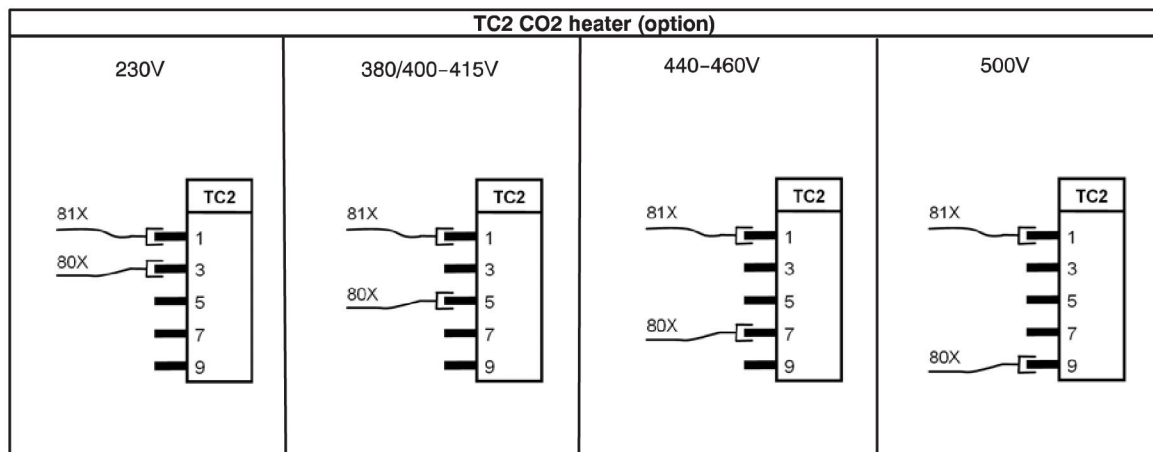 TC2 CO2 heater (option)
230V
380/400-415V
440-460V
500V
TC2
81X
1
80X
3
5
7
9
TC2
81X
1
3
80X
5
7
9
TC2
81X
1
3
5
80X
7
9
TC2
81X
1
3
5
7
80X
9